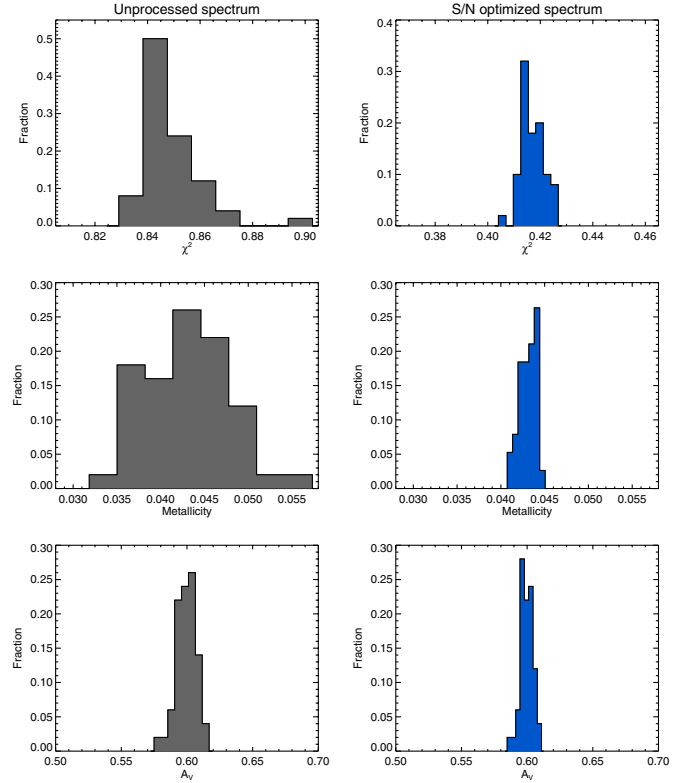 Unprocessed spectrum
0.5
0.4
0.3
0.2
0.1
0.0
Fraction
0.82 0.84 0.86 0.88 0.90
χ²
S/N optimized spectrum
0.4
0.3
0.2
0.1
0.0
Fraction
0.38 0.40 0.42 0.44 0.46
χ²
0.30
0.25
0.20
0.15
0.10
0.05
0.00
Fraction
0.030 0.035 0.040 0.045 0.050 0.055
Metallicity
0.30
0.25
0.20
0.15
0.10
0.05
0.00
Fraction
0.030 0.035 0.040 0.045 0.050 0.055
Metallicity
0.30
0.25
0.20
0.15
0.10
0.05
0.00
Fraction
0.50 0.55 0.60 0.65 0.70
A_V
0.30
0.25
0.20
0.15
0.10
0.05
0.00
Fraction
0.50 0.55 0.60 0.65 0.70
A_V